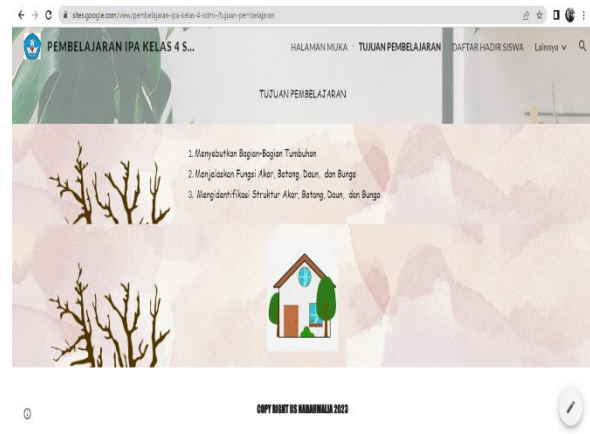 sites.google.com/view/pembelajaran-ipa-kelas-4-sdmi-/tujuan-pembelajaran
PEMBELAJARAN IPA KELAS 4 S...
HALAMAN MUKA
TUJUAN PEMBELAJARAN
DAFTAR HADIR SISWA
Lainnya
TUJUAN PEMBELAJARAN
1. Menyebutkan Bagian-Bagian Tumbuhan
2. Menjelaskan Fungsi Akar, Batang, Daun, dan Bunga
3. Mengidentifikasi Struktur Akar, Batang, Daun, dan Bunga
COPY RIGHT US NARAHMALIA 2023